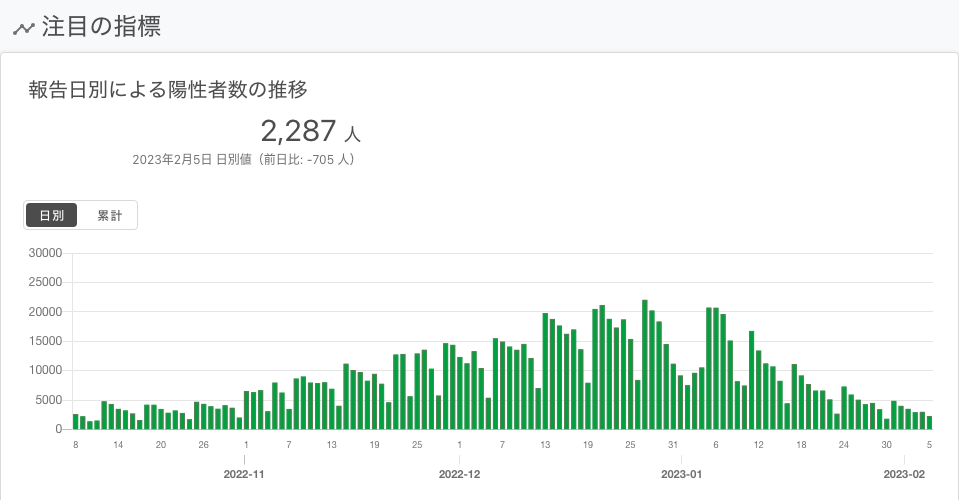 注目の指標
報告日別による陽性者数の推移
2,287 人
2023年2月5日 日別値（前日比: -705 人）
日別 累計
30000
25000
20000
15000
10000
5000
0
8 14 20 26 1 7 13 19 25 1 7 13 19 25 31 6 12 18 24 30 5
2022-11 2022-12 2023-01 2023-02